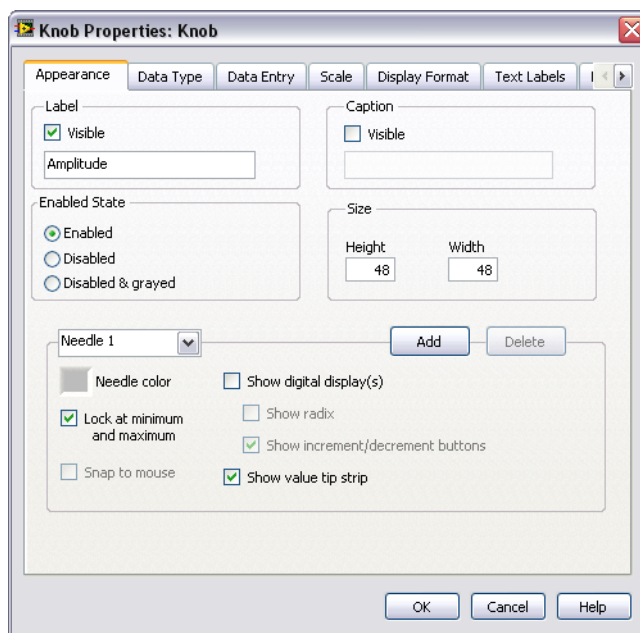 Knob Properties: Knob
Appearance
Data Type
Data Entry
Scale
Display Format
Text Labels
Label
Visible
Amplitude
Caption
Visible
Enabled State
Enabled
Disabled
Disabled & grayed
Size
Height
Width
48
48
Needle 1
Add
Delete
Needle color
Show digital display(s)
Lock at minimum
and maximum
Show radix
Show increment/decrement buttons
Snap to mouse
Show value tip strip
OK
Cancel
Help